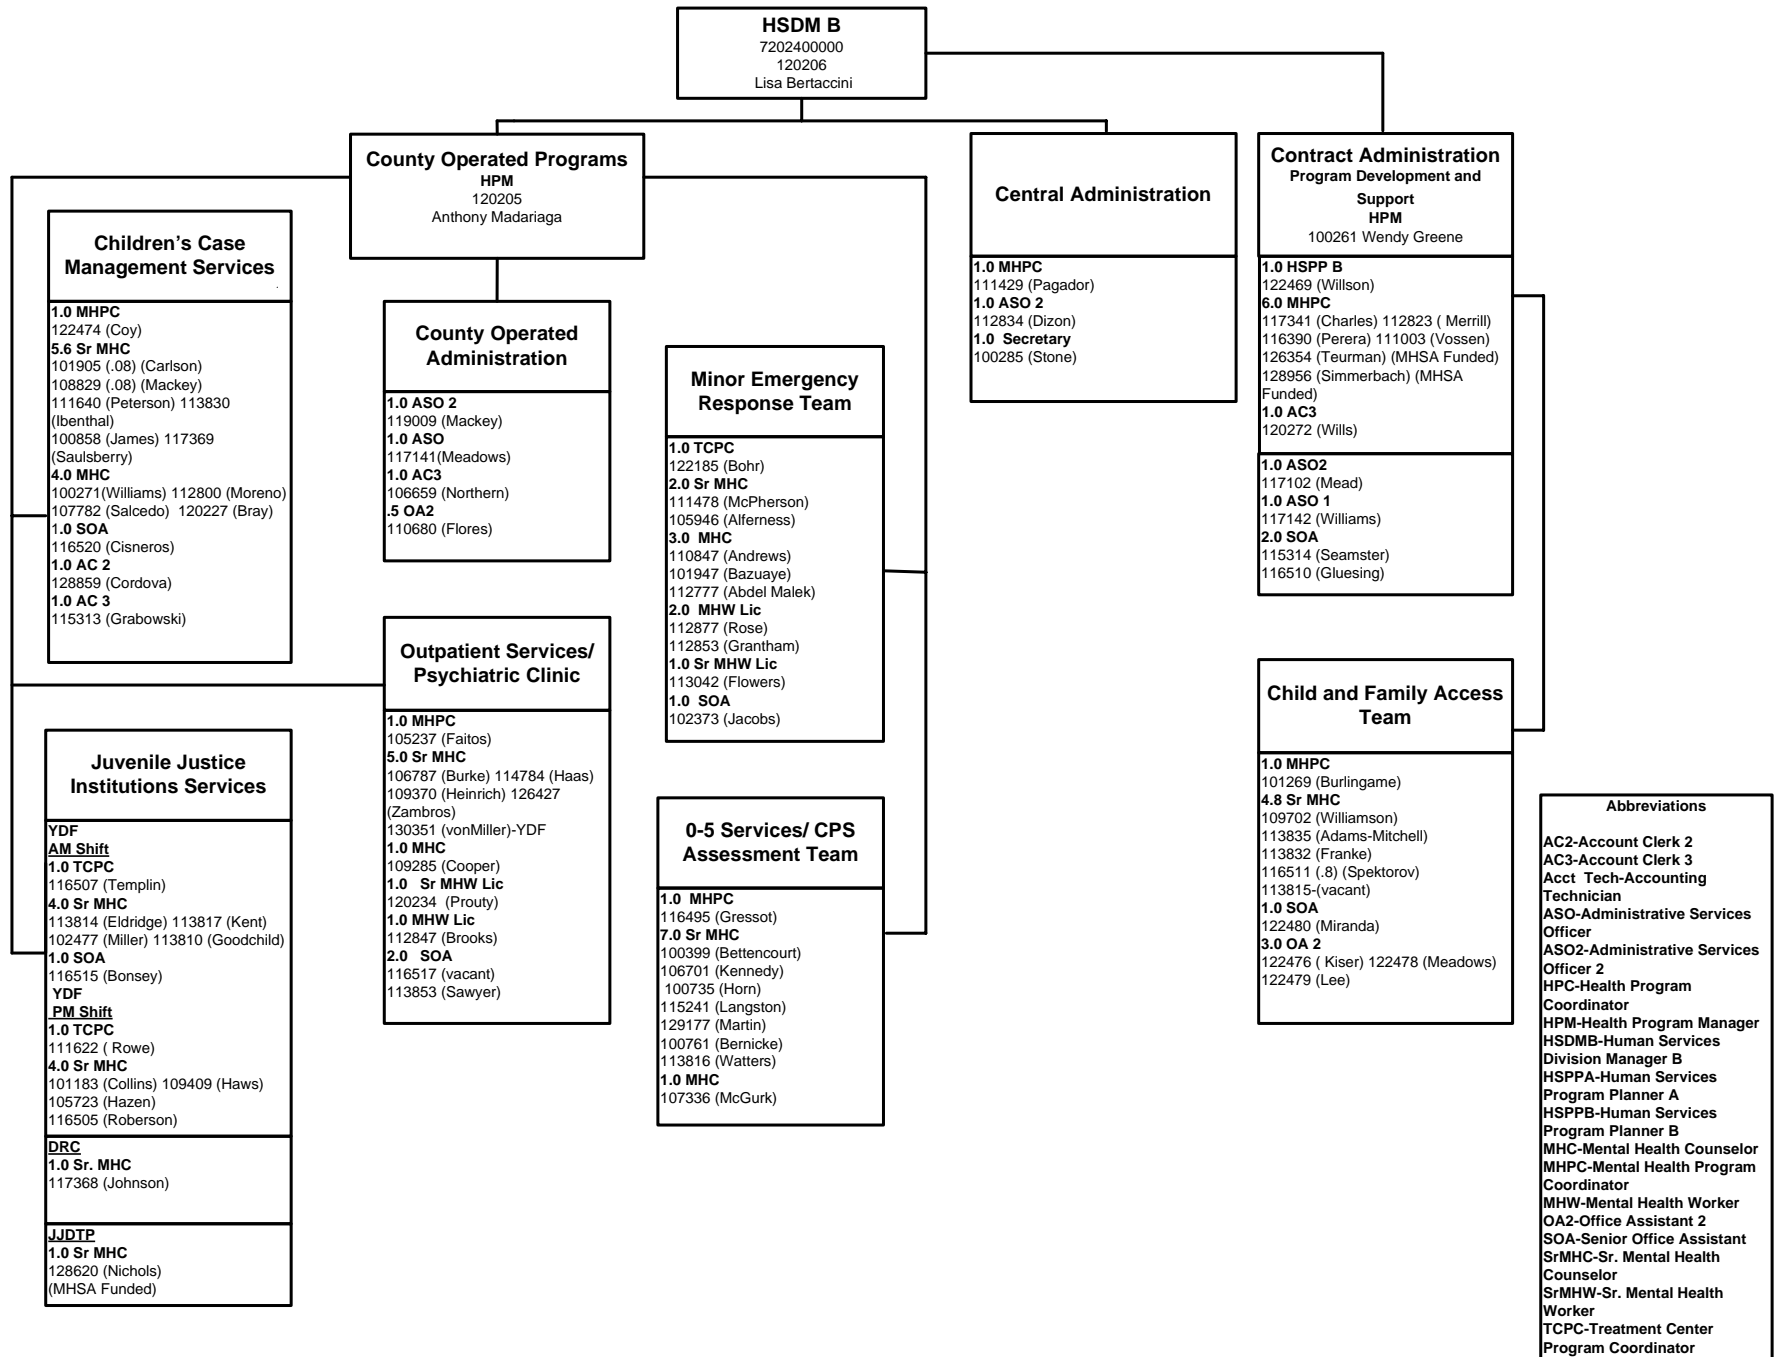 HSDM B
7202400000
120206
Lisa Bertaccini
County Operated Programs
HPM
120205
Anthony Madariaga
Central Administration
1.0 MHPC
111429 (Pagador)
1.0 ASO 2
112834 (Dizon)
1.0 Secretary
100285 (Stone)
Contract Administration
Program Development and
Support
HPM
100261 Wendy Greene
1.0 HSPP B
122469 (Willson)
6.0 MHPC
117341 (Charles) 112823 ( Merrill)
116390 (Perera) 111003 (Vossen)
126354 (Teurman) (MHSA Funded)
128956 (Simmerbach) (MHSA
Funded)
1.0 AC3
120272 (Wills)
1.0 ASO2
117102 (Mead)
1.0 ASO 1
117142 (Williams)
2.0 SOA
115314 (Seamster)
116510 (Gluesing)
Children's Case
Management Services
1.0 MHPC
122474 (Coy)
5.6 Sr MHC
101905 (.08) (Carlson)
108829 (.08) (Mackey)
111640 (Peterson) 113830
(Ibenthal)
100858 (James) 117369
(Saulsberry)
4.0 MHC
100271(Williams) 112800 (Moreno)
107782 (Salcedo) 120227 (Bray)
1.0 SOA
116520 (Cisneros)
1.0 AC 2
128859 (Cordova)
1.0 AC 3
115313 (Grabowski)
County Operated
Administration
1.0 ASO 2
119009 (Mackey)
1.0 ASO
117141(Meadows)
1.0 AC3
106659 (Northern)
.5 OA2
110680 (Flores)
Minor Emergency
Response Team
1.0 TCPC
122185 (Bohr)
2.0 Sr MHC
111478 (McPherson)
105946 (Alferness)
3.0 MHC
110847 (Andrews)
101947 (Bazuaye)
112777 (Abdel Malek)
2.0 MHW Lic
112877 (Rose)
112853 (Grantham)
1.0 Sr MHW Lic
113042 (Flowers)
1.0 SOA
102373 (Jacobs)
Outpatient Services/
Psychiatric Clinic
1.0 MHPC
105237 (Faitos)
5.0 Sr MHC
106787 (Burke) 114784 (Haas)
109370 (Heinrich) 126427
(Zambros)
130351 (vonMiller)-YDF
1.0 MHC
109285 (Cooper)
1.0 Sr MHW Lic
120234 (Prouty)
1.0 MHW Lic
112847 (Brooks)
2.0 SOA
116517 (vacant)
113853 (Sawyer)
Child and Family Access
Team
1.0 MHPC
101269 (Burlingame)
4.8 Sr MHC
109702 (Williamson)
113835 (Adams-Mitchell)
113832 (Franke)
116511 (.8) (Spektorov)
113815-(vacant)
1.0 SOA
122480 (Miranda)
3.0 OA 2
122476 ( Kiser) 122478 (Meadows)
122479 (Lee)
Juvenile Justice
Institutions Services
YDF
AM Shift
1.0 TCPC
116507 (Templin)
4.0 Sr MHC
113814 (Eldridge) 113817 (Kent)
102477 (Miller) 113810 (Goodchild)
1.0 SOA
116515 (Bonsey)
YDF
PM Shift
1.0 TCPC
111622 ( Rowe)
4.0 Sr MHC
101183 (Collins) 109409 (Haws)
105723 (Hazen)
116505 (Roberson)
DRC
1.0 Sr. MHC
117368 (Johnson)
JJDTP
1.0 Sr MHC
128620 (Nichols)
(MHSA Funded)
0-5 Services/ CPS
Assessment Team
1.0 MHPC
116495 (Gressot)
7.0 Sr MHC
100399 (Bettencourt)
106701 (Kennedy)
100735 (Horn)
115241 (Langston)
129177 (Martin)
100761 (Bernicke)
113816 (Watters)
1.0 MHC
107336 (McGurk)
Abbreviations
AC2-Account Clerk 2
AC3-Account Clerk 3
Acct Tech-Accounting
Technician
ASO-Administrative Services
Officer
ASO2-Administrative Services
Officer 2
HPC-Health Program
Coordinator
HPM-Health Program Manager
HSDMB-Human Services
Division Manager B
HSPPA-Human Services
Program Planner A
HSPPB-Human Services
Program Planner B
MHC-Mental Health Counselor
MHPC-Mental Health Program
Coordinator
MHW-Mental Health Worker
OA2-Office Assistant 2
SOA-Senior Office Assistant
SrMHC-Sr. Mental Health
Counselor
SrMHW-Sr. Mental Health
Worker
TCPC-Treatment Center
Program Coordinator